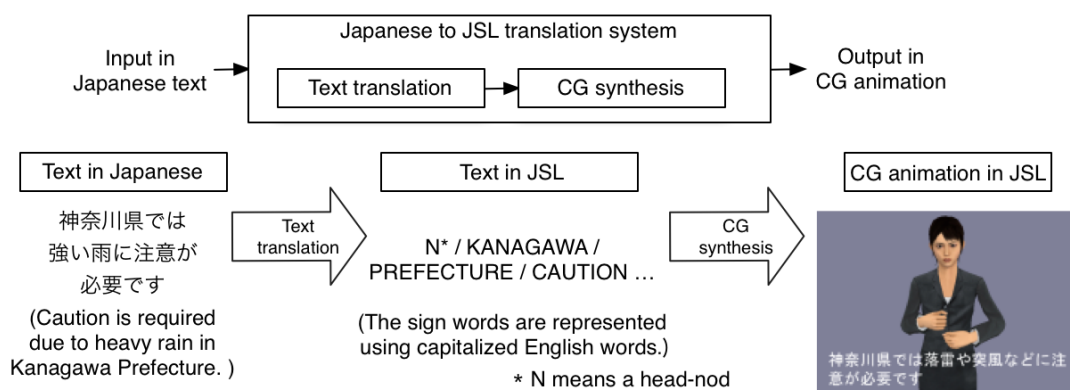 Japanese to JSL translation system
Input in
Japanese text
Text translation
CG synthesis
Output in
CG animation
Text in Japanese
Text in JSL
CG animation in JSL
神奈川県では
強い雨に注意が
必要です
(Caution is required
due to heavy rain in
Kanagawa Prefecture. )
Text
translation
N* / KANAGAWA /
PREFECTURE / CAUTION …
(The sign words are represented
using capitalized English words.)
* N means a head-nod
CG
synthesis
神奈川県では落雷や突風などに注
意が必要です